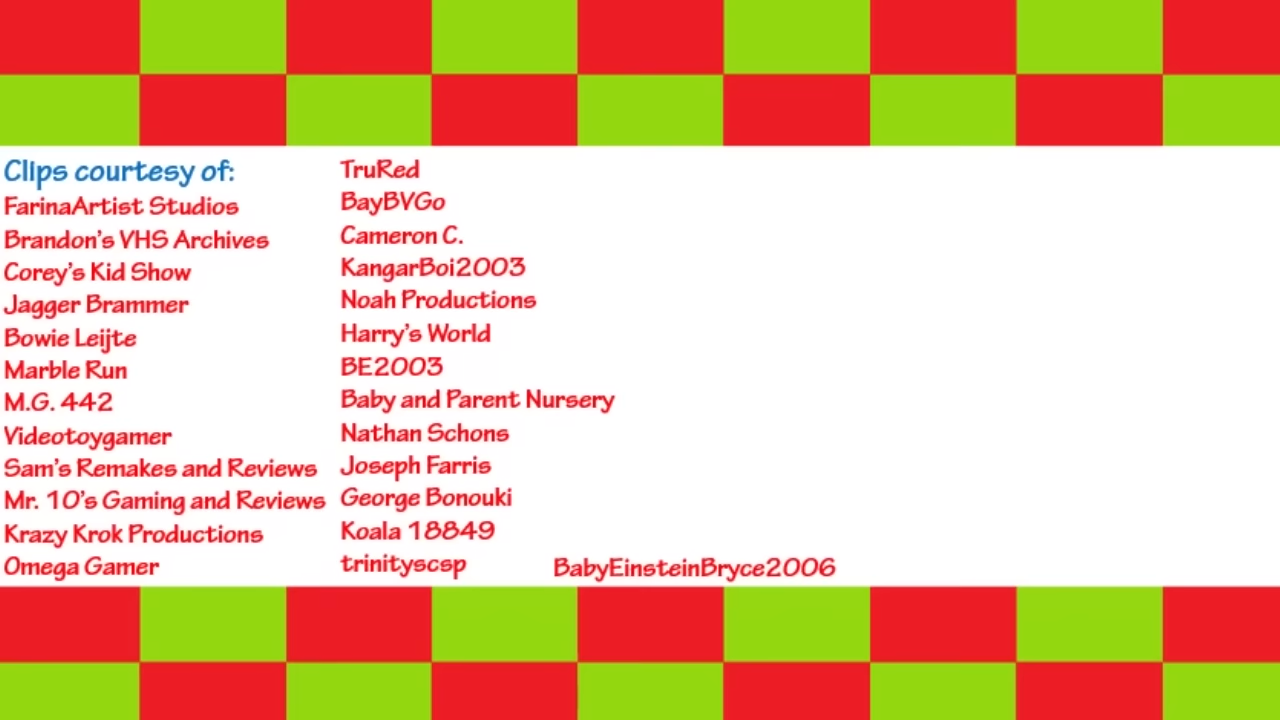 Clips courtesy of:
FarinaArtist Studios
Brandon's VHS Archives
Corey's Kid Show
Jagger Brammer
Bowie Leijte
Marble Run
M.G. 442
Videotoygamer
Sam's Remakes and Reviews
Mr. 10's Gaming and Reviews
Krazy Krok Productions
Omega Gamer
TruRed
BayBVGo
Cameron C.
KangarBoi2003
Noah Productions
Harry's World
BE2003
Baby and Parent Nursery
Nathan Schons
Joseph Farris
George Bonouki
Koala 18849
trinityscsp
BabyEinsteinBryce2006